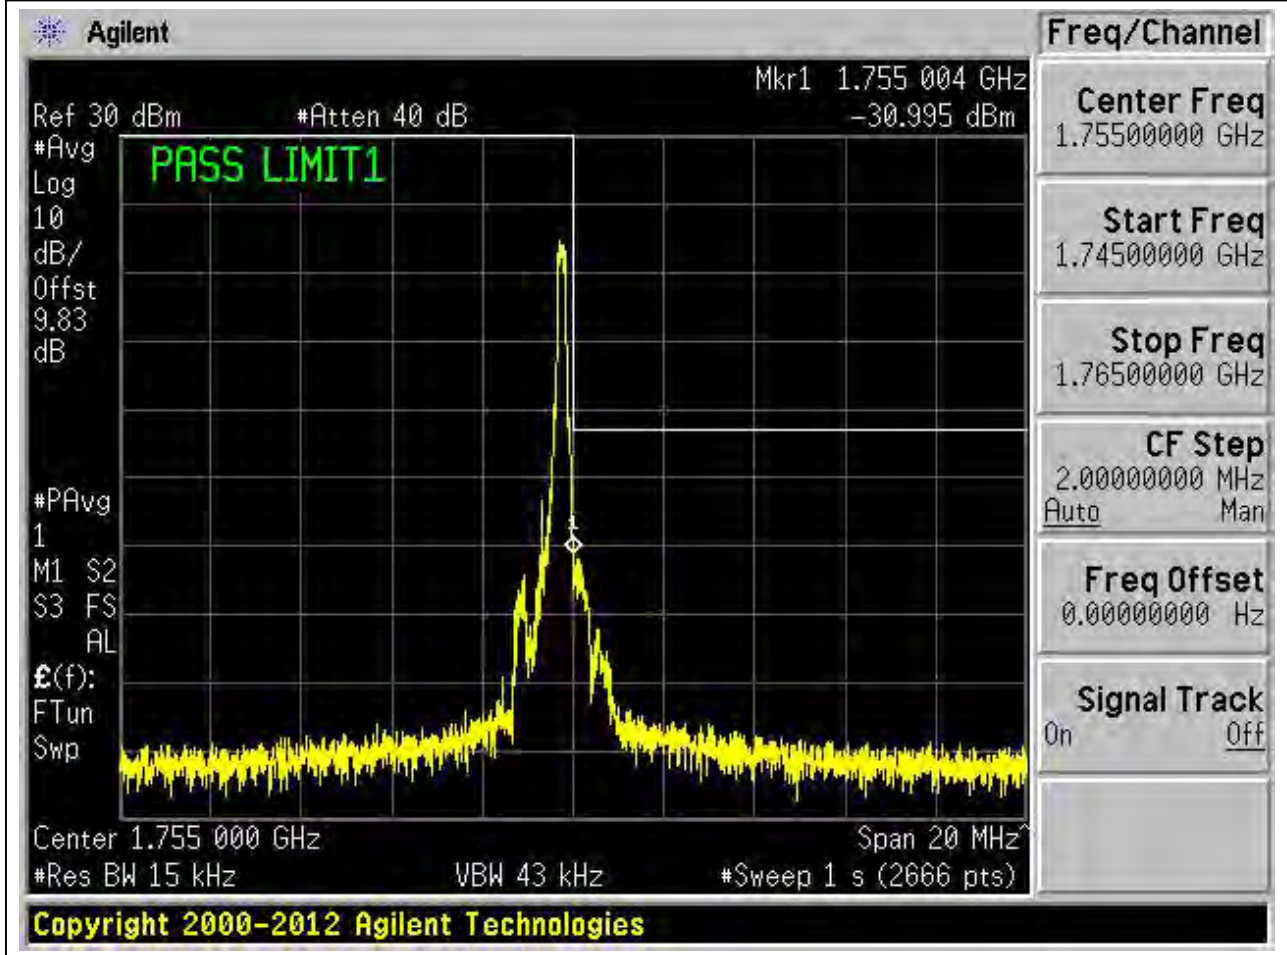 Agilent
Freq/Channel
Mkr1 1.755 004 GHz
Ref 30 dBm #Atten 40 dB -30.995 dBm
#Avg
Log
10
dB/
Offst
9.83
dB
PASS LIMIT1
#PAvg
1
M1 S2
S3 FS
AL
£(f):
FTun
Swp
1
Center 1.755 000 GHz Span 20 MHz^
#Res BW 15 kHz VBW 43 kHz #Sweep 1 s (2666 pts)
Copyright 2000-2012 Agilent Technologies
Center Freq
1.75500000 GHz
Start Freq
1.74500000 GHz
Stop Freq
1.76500000 GHz
CF Step
2.00000000 MHz
Auto Man
Freq Offset
0.00000000 Hz
Signal Track
On Off